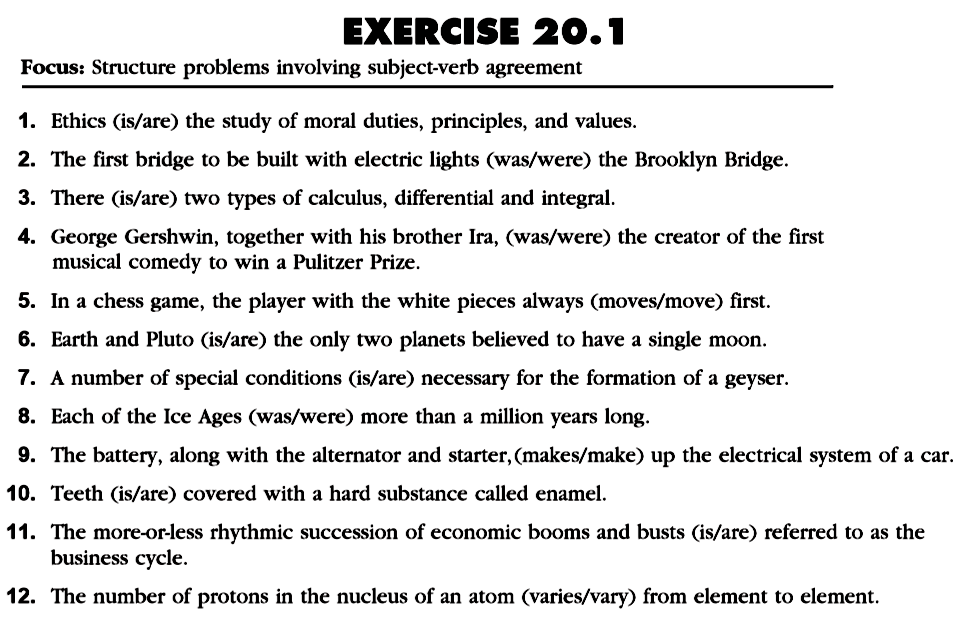 EXERCISE 20.1
Focus: Structure problems involving subject-verb agreement
1. Ethics (is/are) the study of moral duties, principles, and values.
2. The first bridge to be built with electric lights (was/were) the Brooklyn Bridge.
3. There (is/are) two types of calculus, differential and integral.
4. George Gershwin, together with his brother Ira, (was/were) the creator of the first
musical comedy to win a Pulitzer Prize.
5. In a chess game, the player with the white pieces always (moves/move) first.
6. Earth and Pluto (is/are) the only two planets believed to have a single moon.
7. A number of special conditions (is/are) necessary for the formation of a geyser.
8. Each of the Ice Ages (was/were) more than a million years long.
9. The battery, along with the alternator and starter, (makes/make) up the electrical system of a car.
10. Teeth (is/are) covered with a hard substance called enamel.
11. The more-or-less rhythmic succession of economic booms and busts (is/are) referred to as the
business cycle.
12. The number of protons in the nucleus of an atom (varies/vary) from element to element.